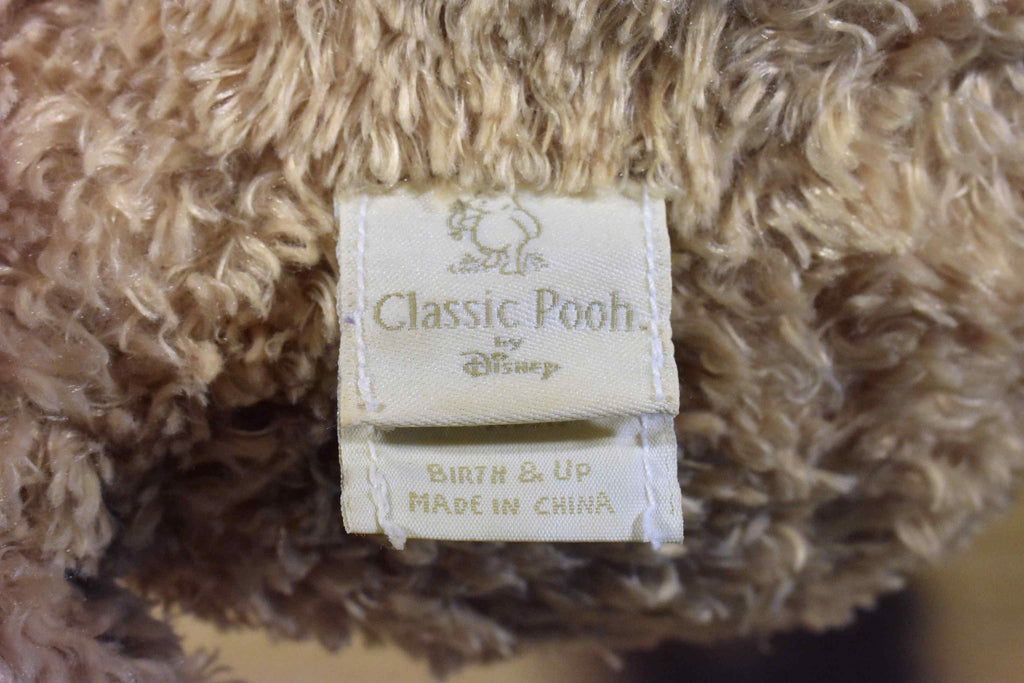 Classic Pooh.
by
Disney
BIRTH & UP
MADE IN CHINA